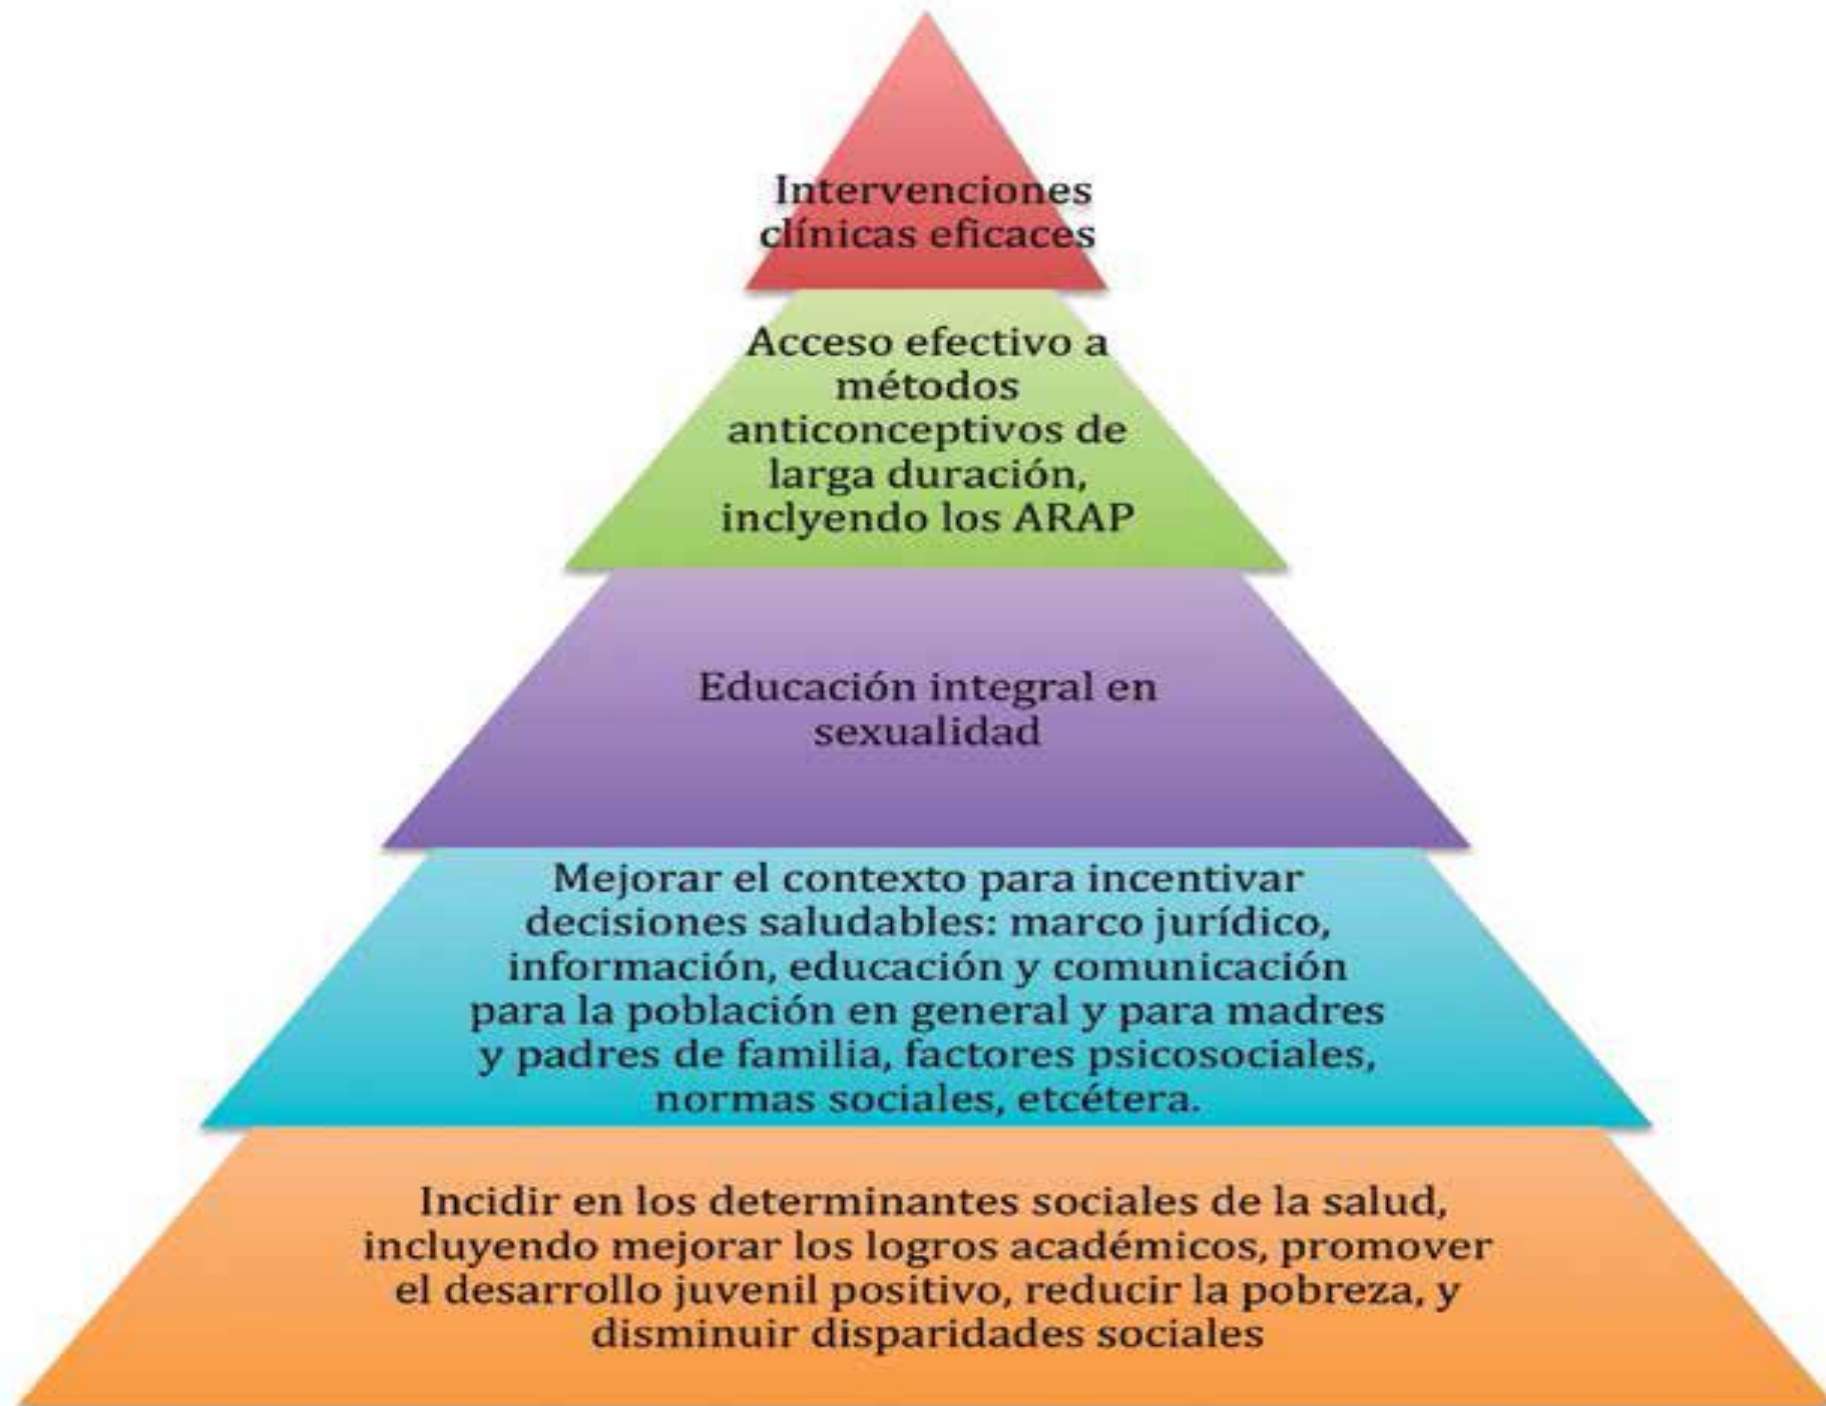 Intervenciones
clínicas eficaces
Acceso efectivo a
métodos
anticonceptivos de
larga duración,
inclyendo los ARAP
Educación integral en
sexualidad
Mejorar el contexto para incentivar
decisiones saludables: marco jurídico,
información, educación y comunicación
para la población en general y para madres
y padres de familia, factores psicosociales,
normas sociales, etcétera.
Incidir en los determinantes sociales de la salud,
incluyendo mejorar los logros académicos, promover
el desarrollo juvenil positivo, reducir la pobreza, y
disminuir disparidades sociales